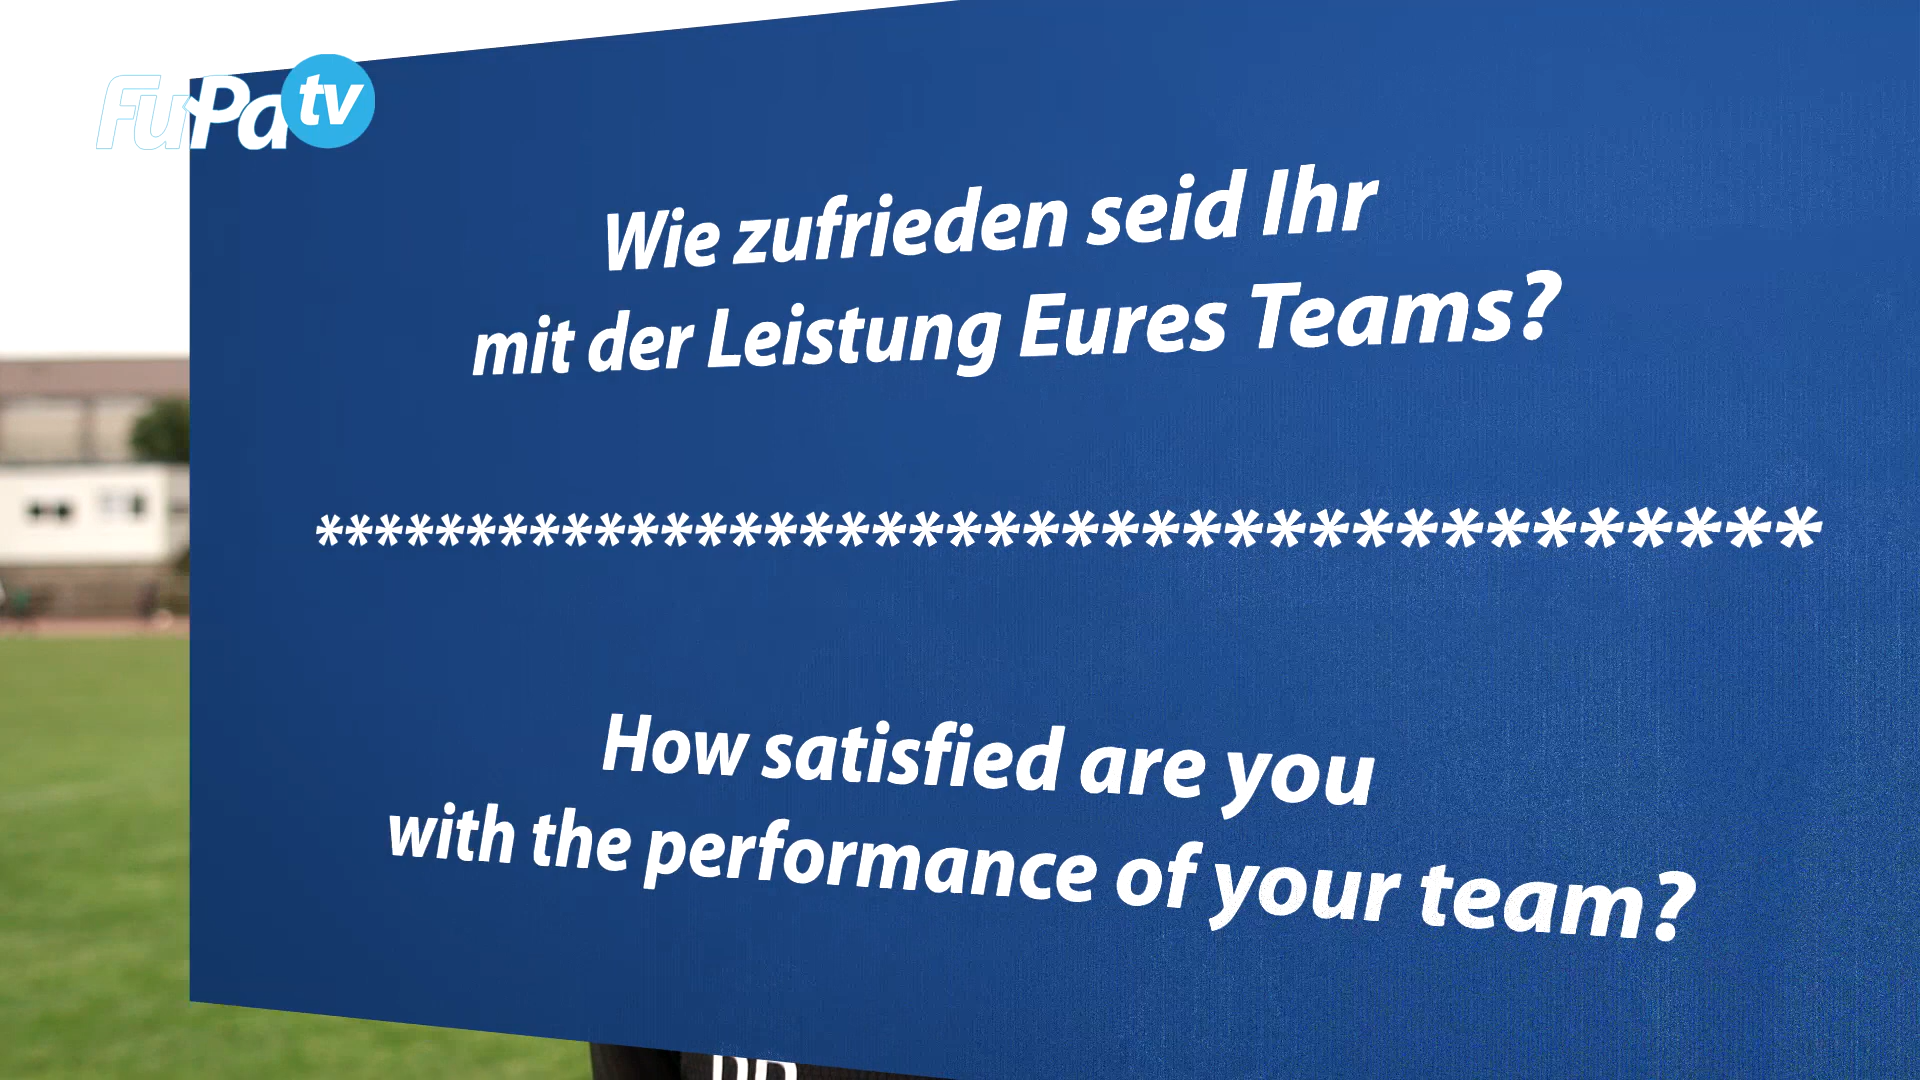 FuPa tv
Wie zufrieden seid Ihr
mit der Leistung Eures Teams?
************************************
How satisfied are you
with the performance of your team?